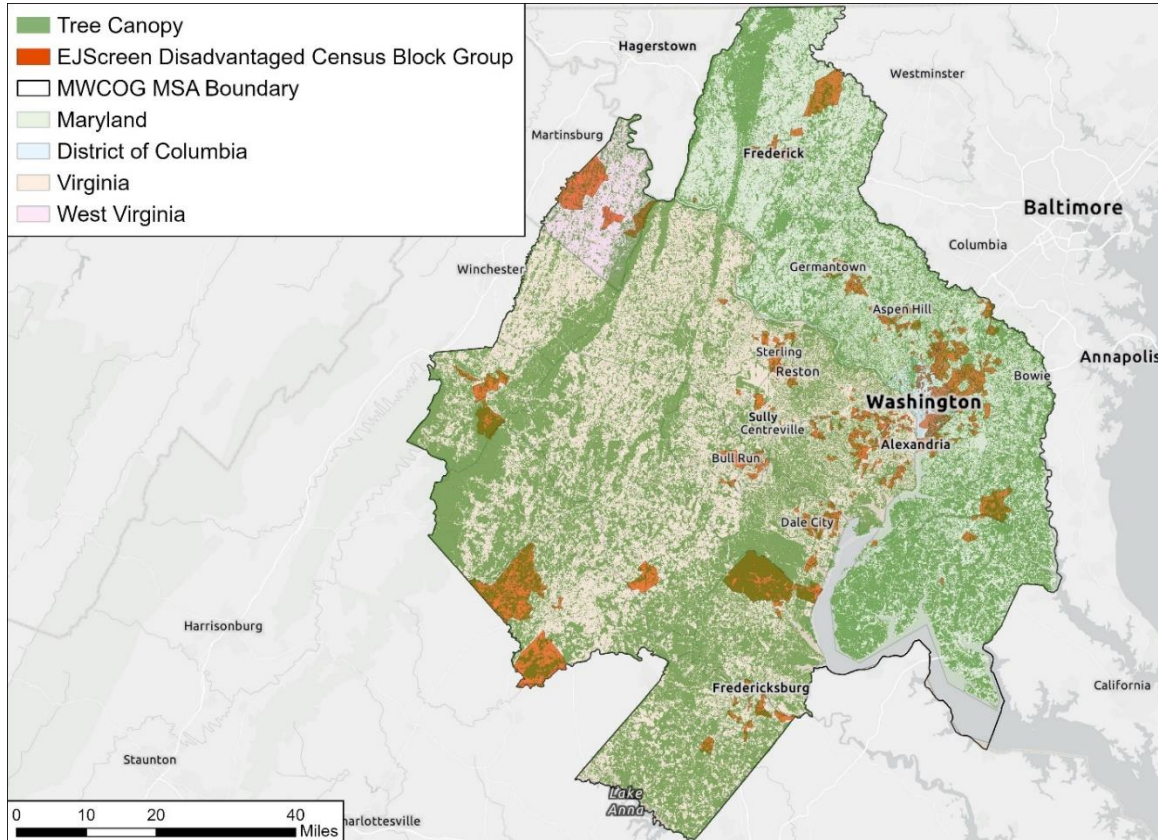 Tree Canopy
EJScreen Disadvantaged Census Block Group
MWCOG MSA Boundary
Maryland
District of Columbia
Virginia
West Virginia
Hagerstown
Westminster
Martinsburg
Frederick
Baltimore
Columbia
Winchester
Germantown
Aspen Hill
Annapolis
Sterling
Reston
Bowie
Washington
Sully
Centreville
Alexandria
Bull Run
Dale City
Harrisonburg
Fredericksburg
California
Staunton
Lake
Anna
harlottesville
0 10 20 40
Miles